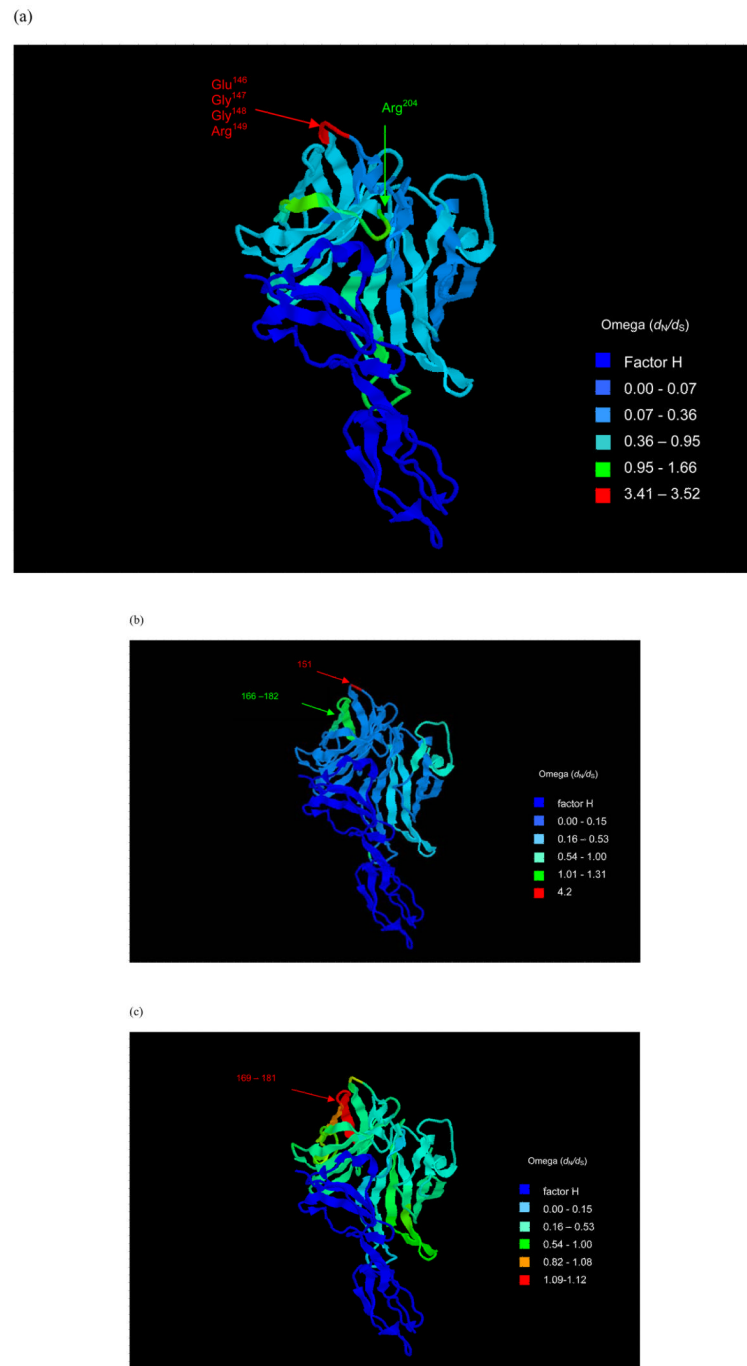 (a)
Glu¹⁴⁶
Gly¹⁴⁷
Gly¹⁴⁸
Arg¹⁴⁹
Arg²⁰⁴
Omega (dN/dS)
Factor H
0.00 - 0.07
0.07 - 0.36
0.36 – 0.95
0.95 - 1.66
3.41 – 3.52
(b)
151
166 –182
Omega (dN/dS)
factor H
0.00 - 0.15
0.16 – 0.53
0.54 - 1.00
1.01 - 1.31
4.2
(c)
169 – 181
Omega (dN/dS)
factor H
0.00 - 0.15
0.16 – 0.53
0.54 - 1.00
0.82 - 1.08
1.09-1.12